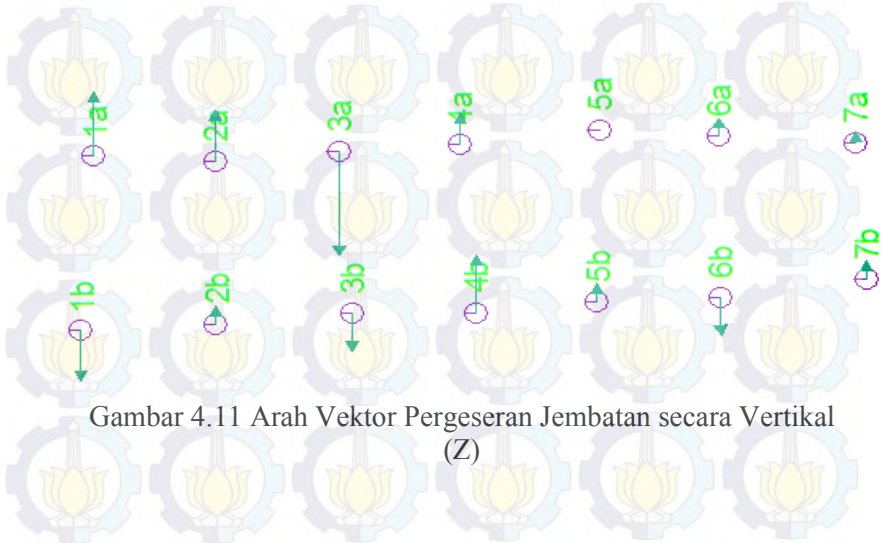 1a
2a
3a
4a
5a
6a
7a
1b
2b
3b
4b
5b
6b
7b
Gambar 4.11 Arah Vektor Pergeseran Jembatan secara Vertikal
(Z)